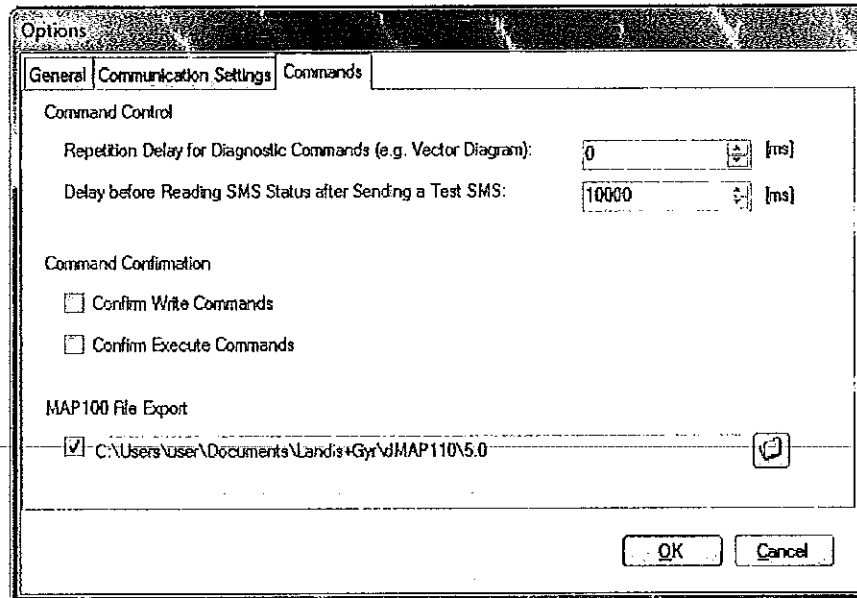 Options
General Communication Settings Commands
Command Control
Repetition Delay for Diagnostic Commands (e.g. Vector Diagram): 0 [ms]
Delay before Reading SMS Status after Sending a Test SMS: 10000 [ms]
Command Confirmation
Confirm Write Commands
Confirm Execute Commands
MAP100 File Export
C:\Users\user\Documents\Landis+Gyr\dMAP110\5.0
OK Cancel